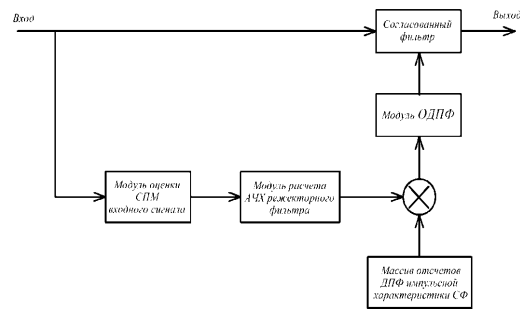 Вход
Согласованный
фильтр
Выход
Модуль ОДПФ
Модуль оценки
СПМ
входного сигнала
Модуль расчета
АЧХ режекторного
фильтра
Массив отсчетов
ДПФ импульсной
характеристики СФ